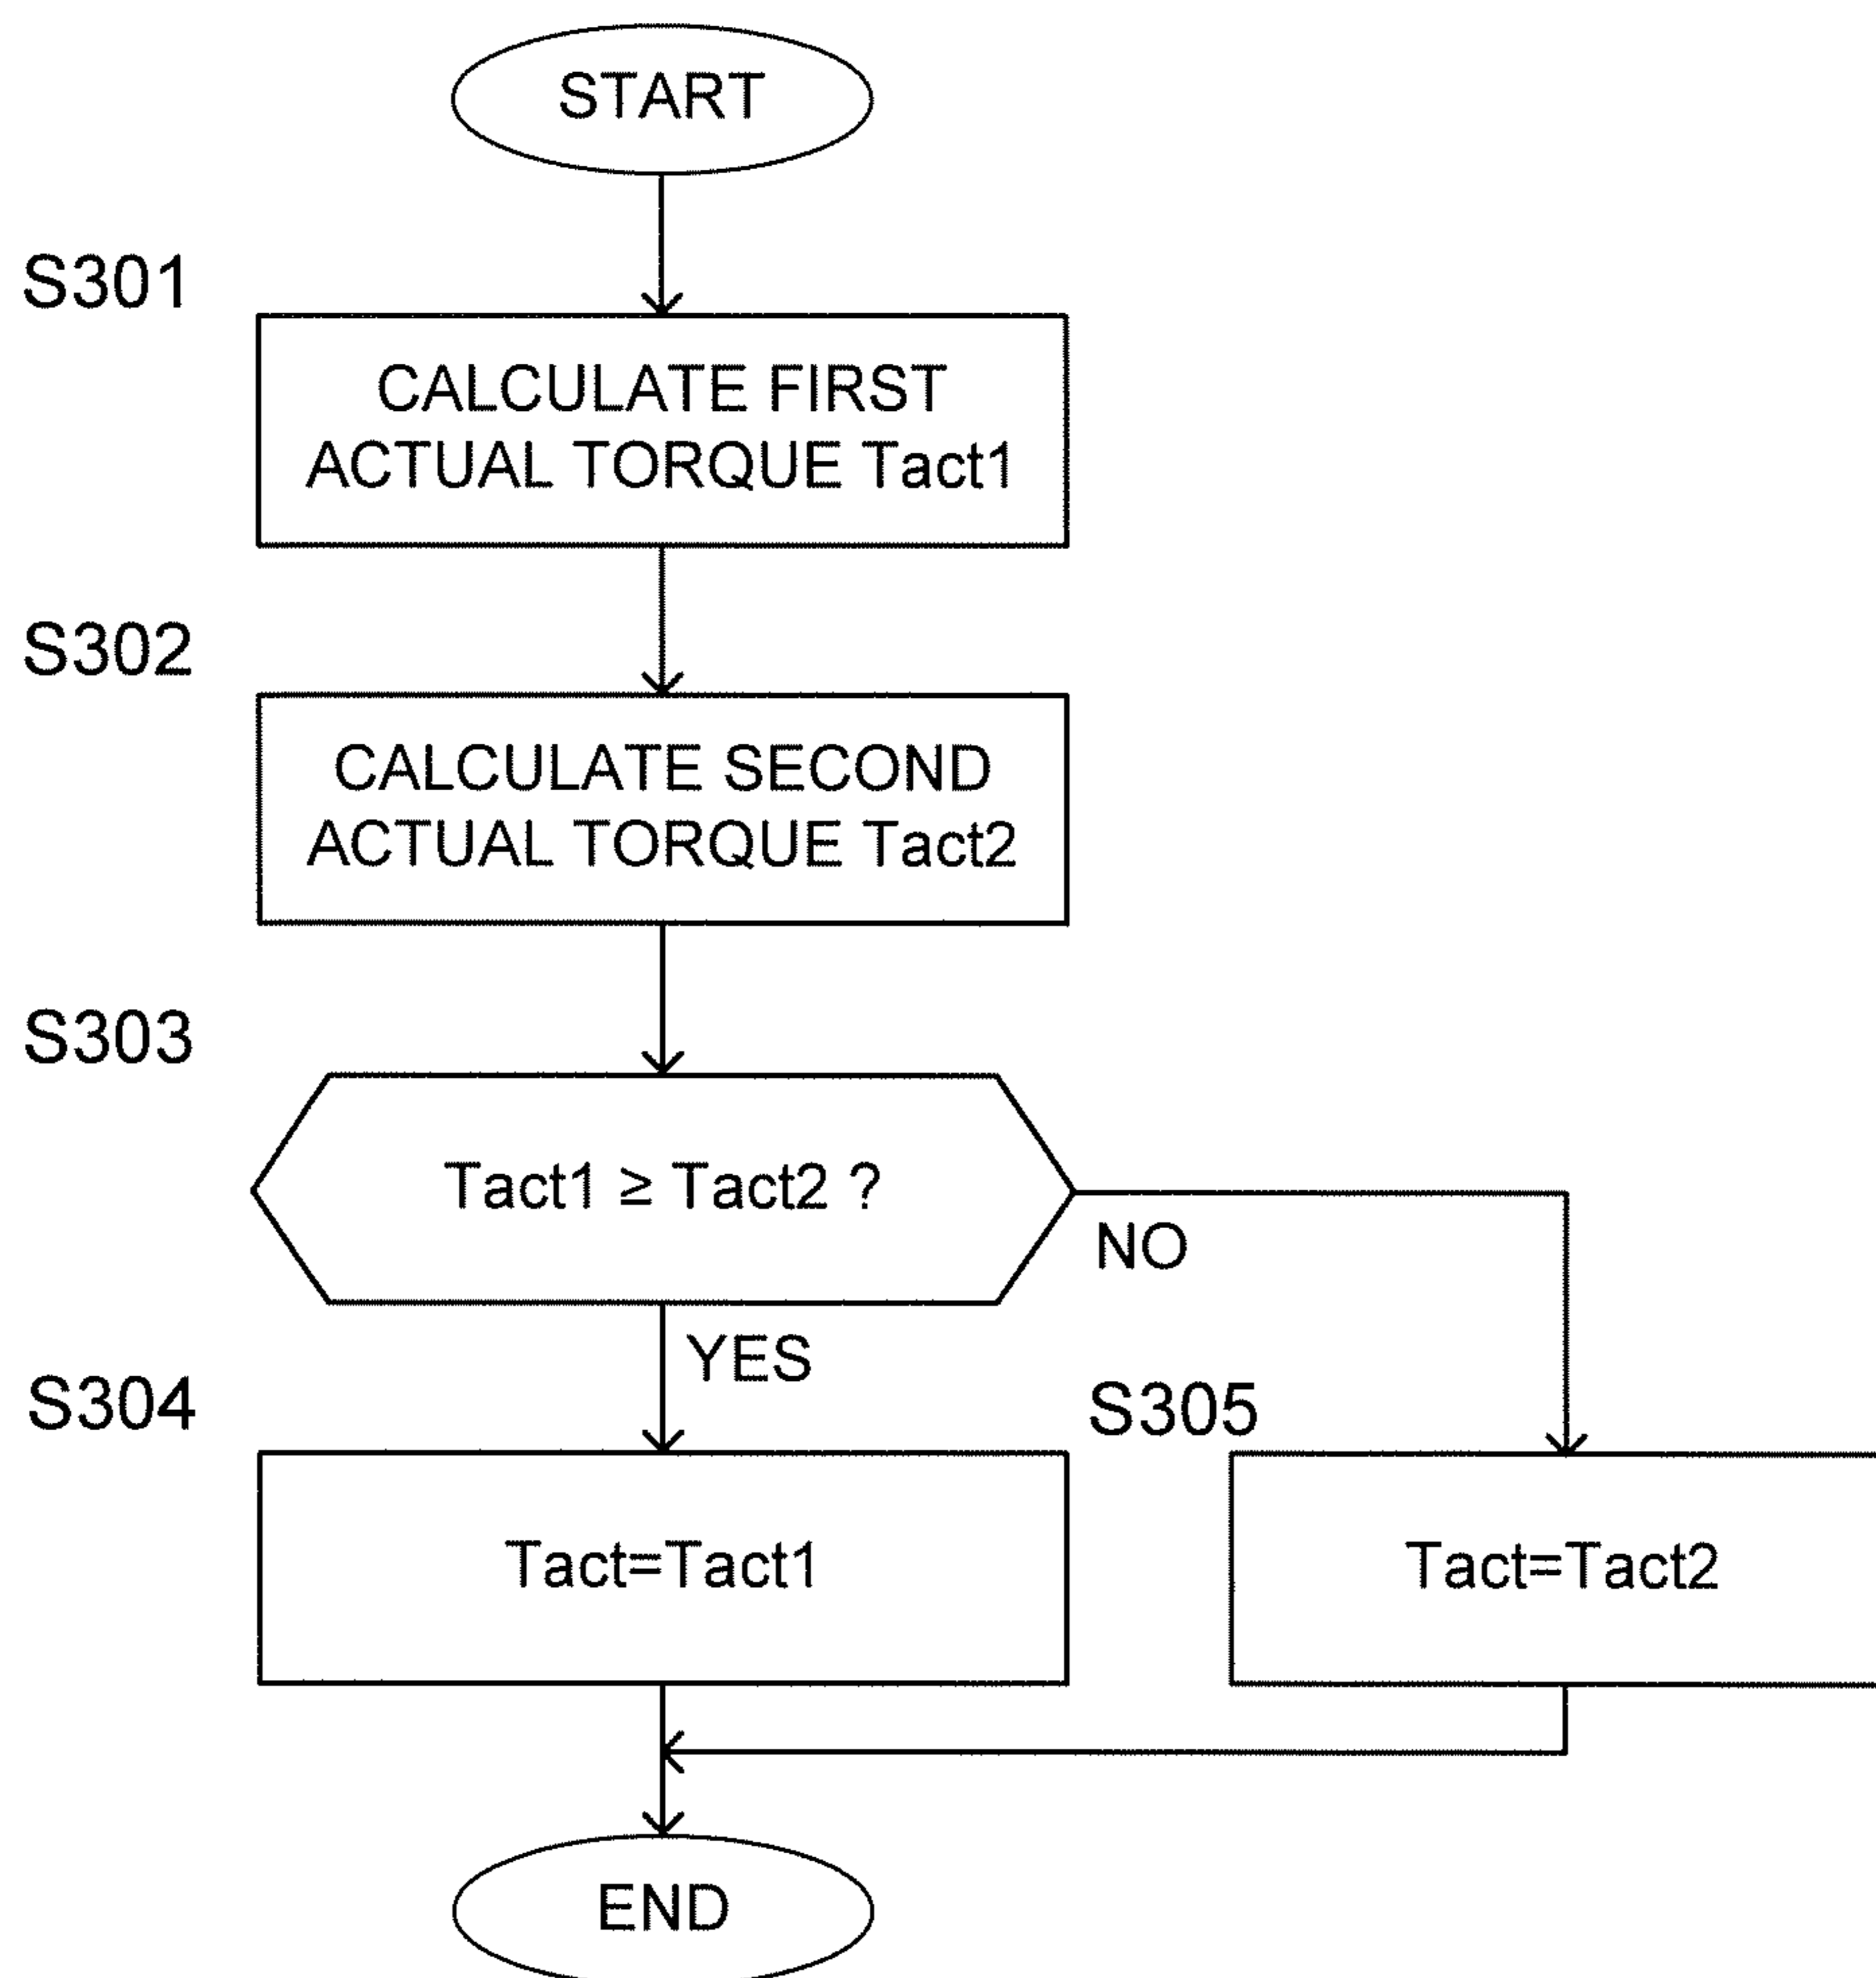 START
S301
CALCULATE FIRST
ACTUAL TORQUE Tact1
S302
CALCULATE SECOND
ACTUAL TORQUE Tact2
S303
Tact1 ≥ Tact2 ?
NO
YES
S304
S305
Tact=Tact1
Tact=Tact2
END